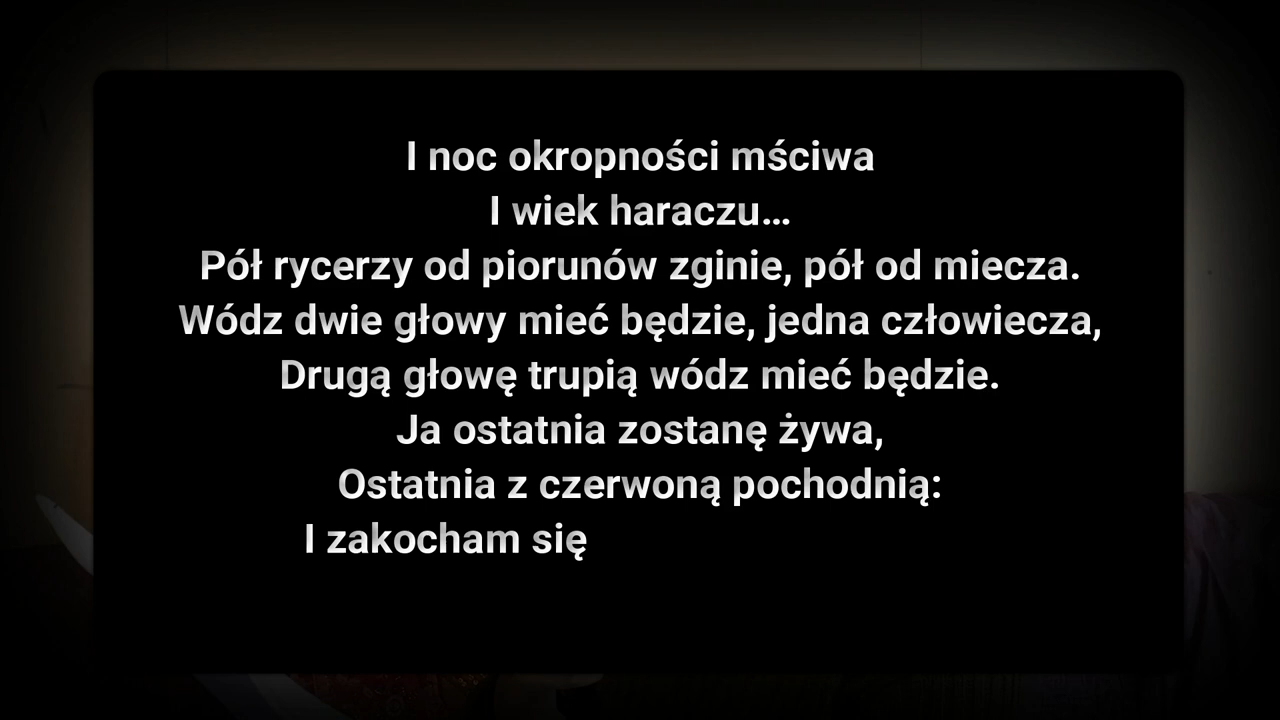 I noc okropności mściwa
I wiek haraczu...
Pół rycerzy od piorunów zginie, pół od miecza.
Wódz dwie głowy mieć będzie, jedna człowiecza,
Drugą głowę trupią wódz mieć będzie.
Ja ostatnia zostanę żywa,
Ostatnia z czerwoną pochodnią:
I zakocham się